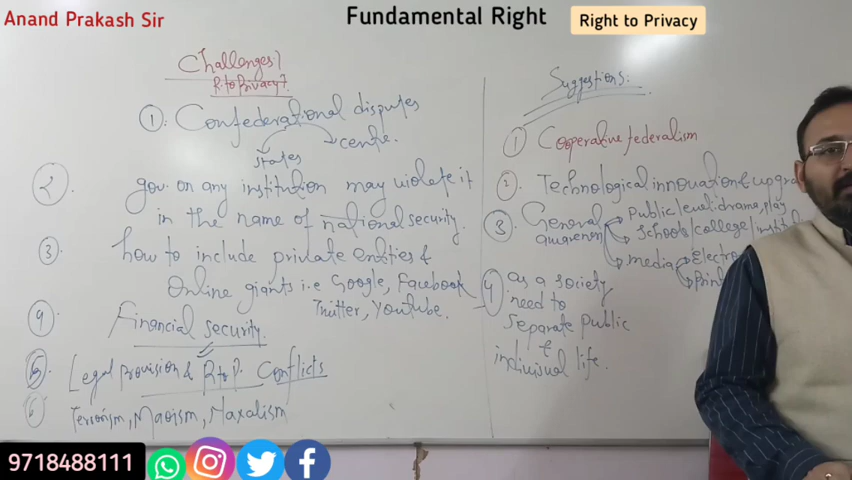 Anand Prakash Sir
Fundamental Right
Right to Privacy
Challenges?
R. to Privacy?
①. Confederational disputes
states
centre.
2 gov. on any institution may violate it
in the name of national security.
3 how to include private entities &
Online giants i.e Google, Facebook
Twitter, Youtube.
4 Financial security.
5. Legal provision & R to P. Conflicts
6 Terrorism, Maoism, Naxalism
Suggestions:
① Cooperative federalism
②. Technological innovation & upgra
③ General
awareness
Public level: drama, play
Schools/college/instit
media
Electro
Print
4 as a society
need to
separate public
&
indiviual life.
9718488111